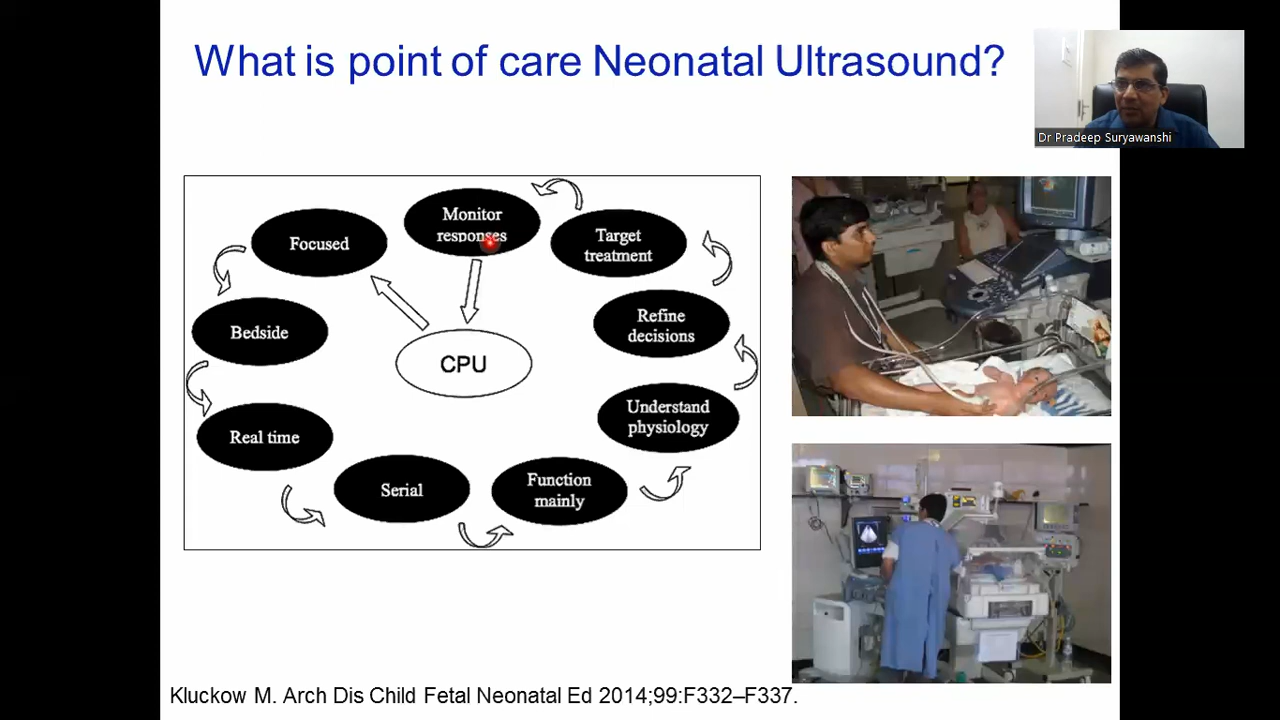 What is point of care Neonatal Ultrasound?
Dr Pradeep Suryawanshi
Monitor
responses
Focused
Target
treatment
Bedside
Refine
decisions
CPU
Understand
physiology
Real time
Serial
Function
mainly
Kluckow M. Arch Dis Child Fetal Neonatal Ed 2014;99:F332–F337.